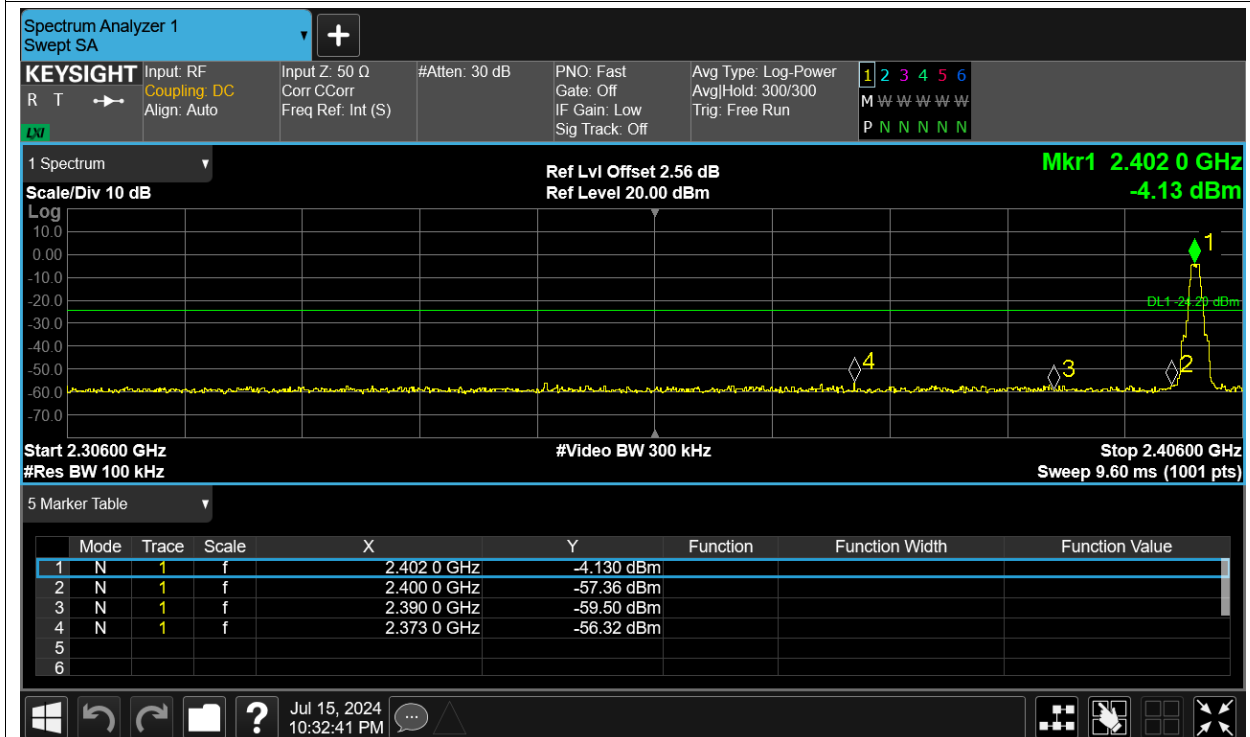 Spectrum Analyzer 1
Swept SA
KEYSIGHT
R T
LXI
Input: RF
Coupling: DC
Align: Auto
Input Z: 50 Ω
Corr CCorr
Freq Ref: Int (S)
#Atten: 30 dB
PNO: Fast
Gate: Off
IF Gain: Low
Sig Track: Off
Avg Type: Log-Power
Avg|Hold: 300/300
Trig: Free Run
1 2 3 4 5 6
M W W W W W
P N N N N N
1 Spectrum
Scale/Div 10 dB
Ref Lvl Offset 2.56 dB
Ref Level 20.00 dBm
Mkr1 2.402 0 GHz
-4.13 dBm
Log
10.0
0.00
-10.0
-20.0
-30.0
-40.0
-50.0
-60.0
-70.0
1
DL1 -24.20 dBm
4
3
2
Start 2.30600 GHz
#Res BW 100 kHz
#Video BW 300 kHz
Stop 2.40600 GHz
Sweep 9.60 ms (1001 pts)
5 Marker Table
Mode Trace Scale X Y Function Function Width Function Value
1 N 1 f 2.402 0 GHz -4.130 dBm
2 N 1 f 2.400 0 GHz -57.36 dBm
3 N 1 f 2.390 0 GHz -59.50 dBm
4 N 1 f 2.373 0 GHz -56.32 dBm
5
6
?
Jul 15, 2024
10:32:41 PM